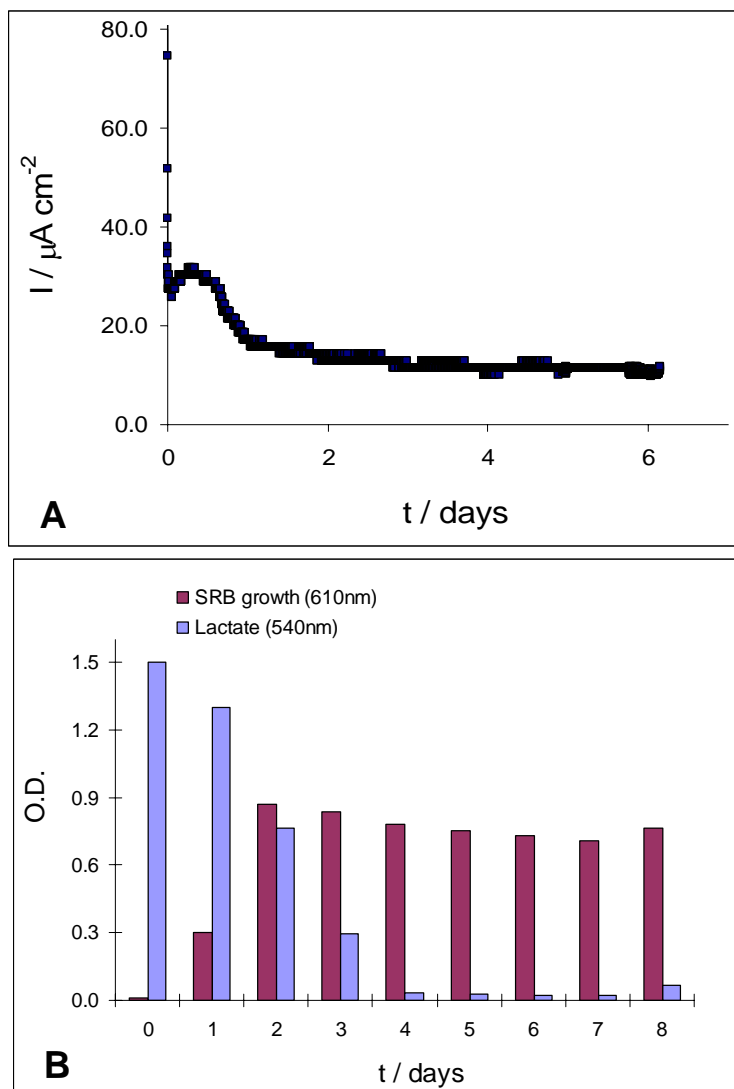 80.0
60.0
40.0
20.0
0.0
I / µA cm-2
0 2 4 6
t / days
A
SRB growth (610nm)
Lactate (540nm)
1.5
1.2
0.9
0.6
0.3
0.0
O.D.
0 1 2 3 4 5 6 7 8
t / days
B